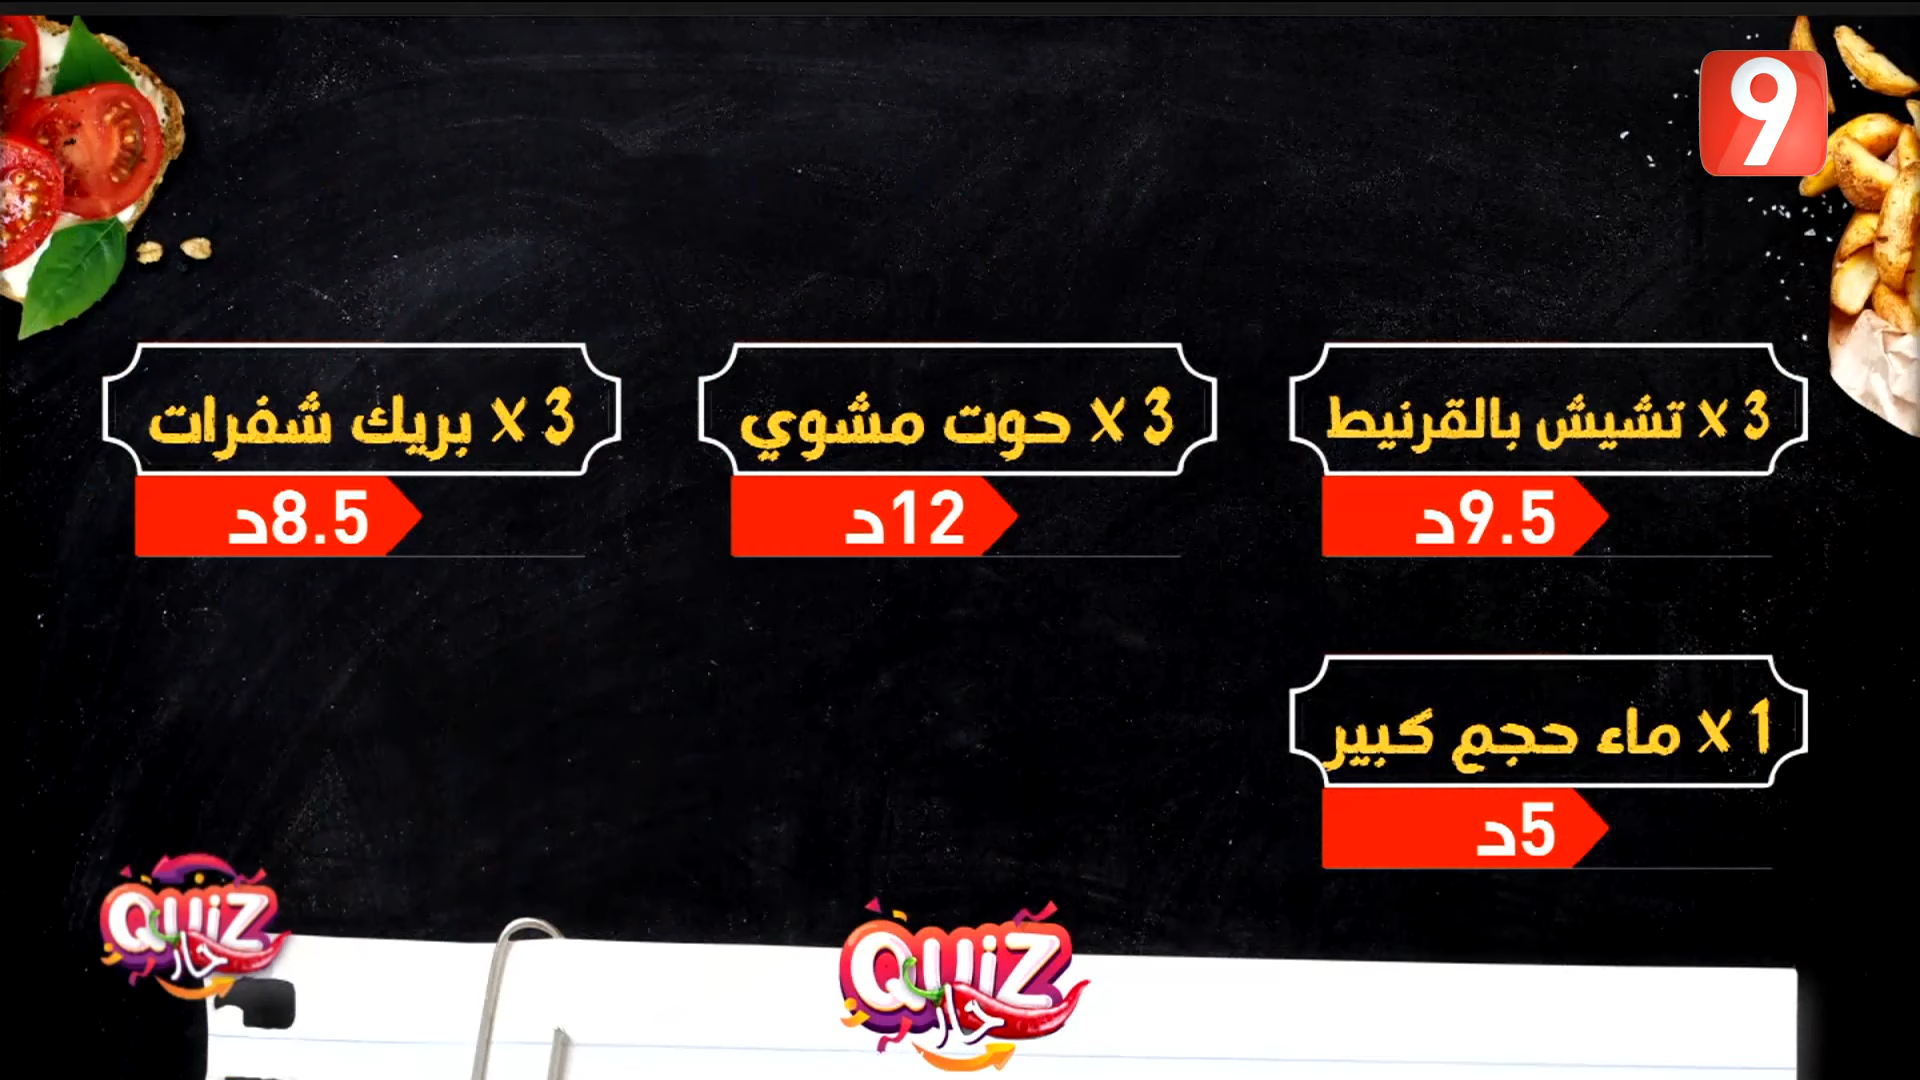 9
3 x تشيش بالقرنيط
9.5د
3 x حوت مشوي
12د
3 x بريك شفرات
8.5د
1 x ماء حجم كبير
5د
QUIZ
حار
QUIZ
حار